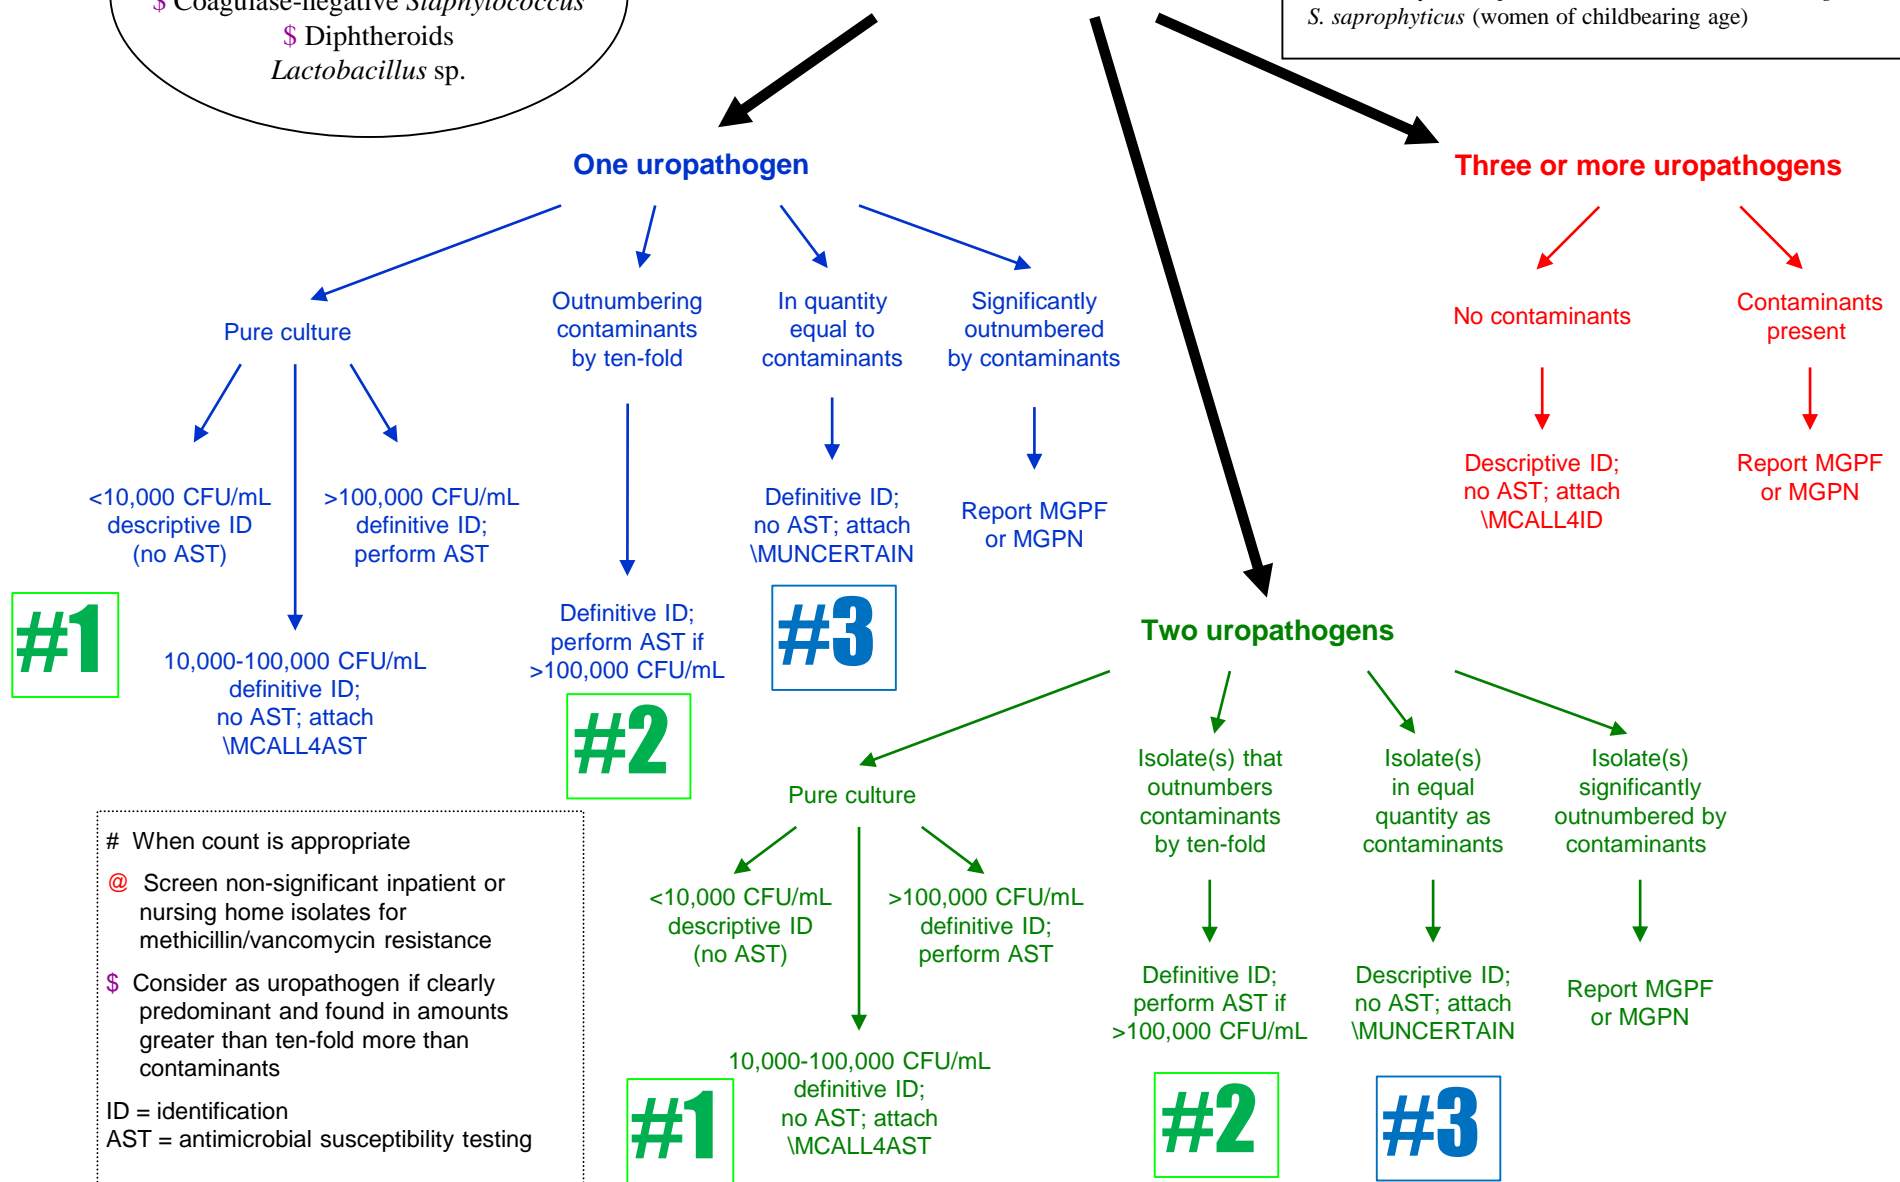 $ Coagulase-negative Staphylococcus
$ Diphtheroids
Lactobacillus sp.
S. saprophyticus (women of childbearing age)
One uropathogen
Three or more uropathogens
Pure culture
Outnumbering
contaminants
by ten-fold
In quantity
equal to
contaminants
Significantly
outnumbered
by contaminants
No contaminants
Contaminants
present
<10,000 CFU/mL
descriptive ID
(no AST)
>100,000 CFU/mL
definitive ID;
perform AST
Definitive ID;
no AST; attach
\MUNCERTAIN
Report MGPF
or MGPN
Descriptive ID;
no AST; attach
\MCALL4ID
Report MGPF
or MGPN
#1
10,000-100,000 CFU/mL
definitive ID;
no AST; attach
\MCALL4AST
Definitive ID;
perform AST if
>100,000 CFU/mL
#2
#3
Two uropathogens
Pure culture
Isolate(s) that
outnumbers
contaminants
by ten-fold
Isolate(s)
in equal
quantity as
contaminants
Isolate(s)
significantly
outnumbered by
contaminants
<10,000 CFU/mL
descriptive ID
(no AST)
>100,000 CFU/mL
definitive ID;
perform AST
Definitive ID;
perform AST if
>100,000 CFU/mL
Descriptive ID;
no AST; attach
\MUNCERTAIN
Report MGPF
or MGPN
10,000-100,000 CFU/mL
definitive ID;
no AST; attach
\MCALL4AST
#1
#2
#3
# When count is appropriate
@ Screen non-significant inpatient or
nursing home isolates for
methicillin/vancomycin resistance
$ Consider as uropathogen if clearly
predominant and found in amounts
greater than ten-fold more than
contaminants
ID = identification
AST = antimicrobial susceptibility testing